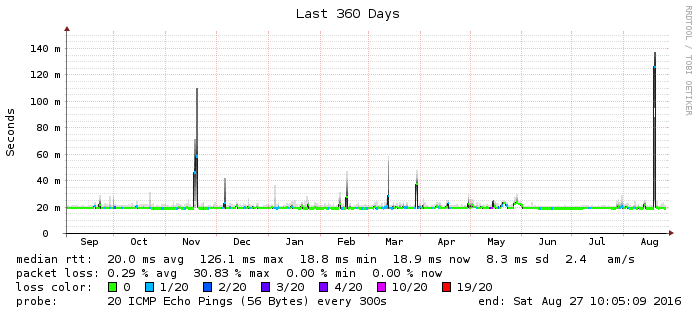 Last 360 Days
RRDTOOL / TOBI OETIKER
Seconds
140 m
120 m
100 m
80 m
60 m
40 m
20 m
0
Sep Oct Nov Dec Jan Feb Mar Apr May Jun Jul Aug
median rtt: 20.0 ms avg 126.1 ms max 18.8 ms min 18.9 ms now 8.3 ms sd 2.4 am/s
packet loss: 0.29 % avg 30.83 % max 0.00 % min 0.00 % now
loss color: 0 1/20 2/20 3/20 4/20 10/20 19/20
probe: 20 ICMP Echo Pings (56 Bytes) every 300s end: Sat Aug 27 10:05:09 2016